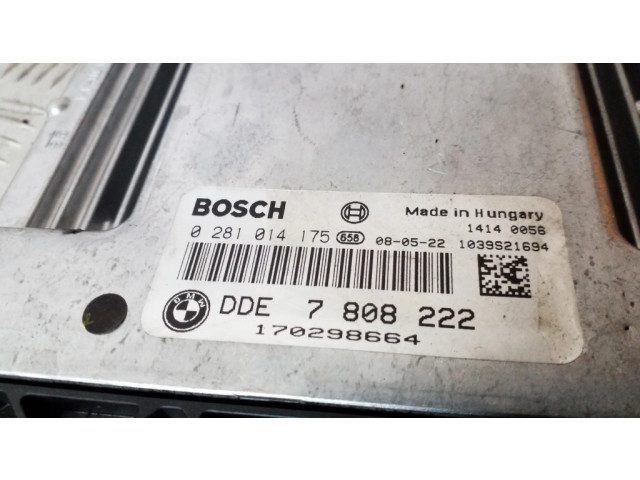 BOSCH
Made in Hungary
1414 0056
0 281 014 175 658 08-05-22 1039S21694
BMW DDE 7 808 222
170298664